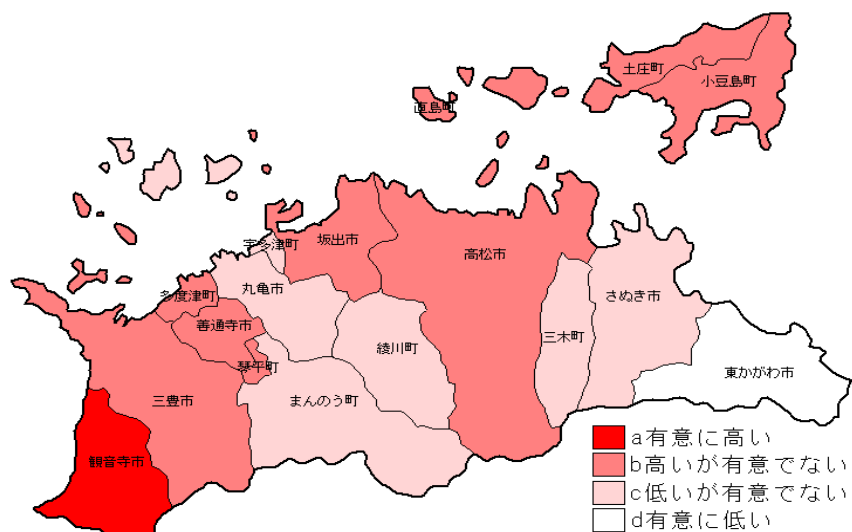 土庄町
小豆島町
直島町
宇多津町
坂出市
高松市
多度津町
丸亀市
さぬき市
善通寺市
綾川町
三木町
琴平町
東かがわ市
三豊市
まんのう町
観音寺市
a有意に高い
b高いが有意でない
c低いが有意でない
d有意に低い